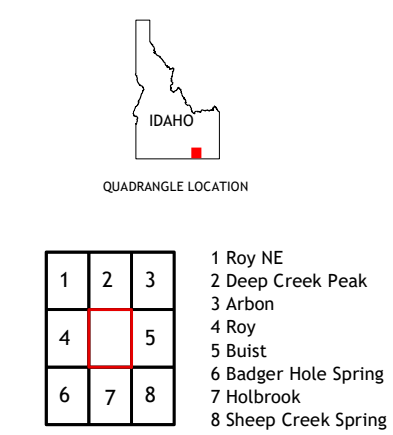 IDAHO
QUADRANGLE LOCATION
1 2 3
4 5
6 7 8
1 Roy NE
2 Deep Creek Peak
3 Arbon
4 Roy
5 Buist
6 Badger Hole Spring
7 Holbrook
8 Sheep Creek Spring